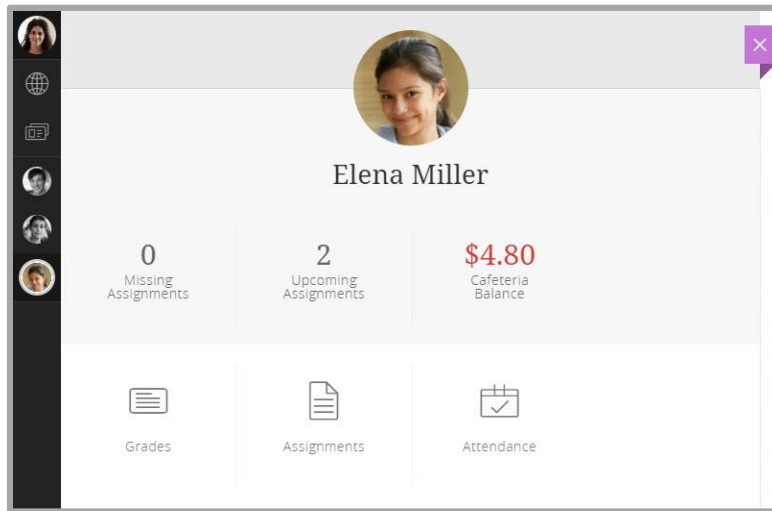 Elena Miller
0
Missing
Assignments
2
Upcoming
Assignments
$4.80
Cafeteria
Balance
Grades
Assignments
Attendance